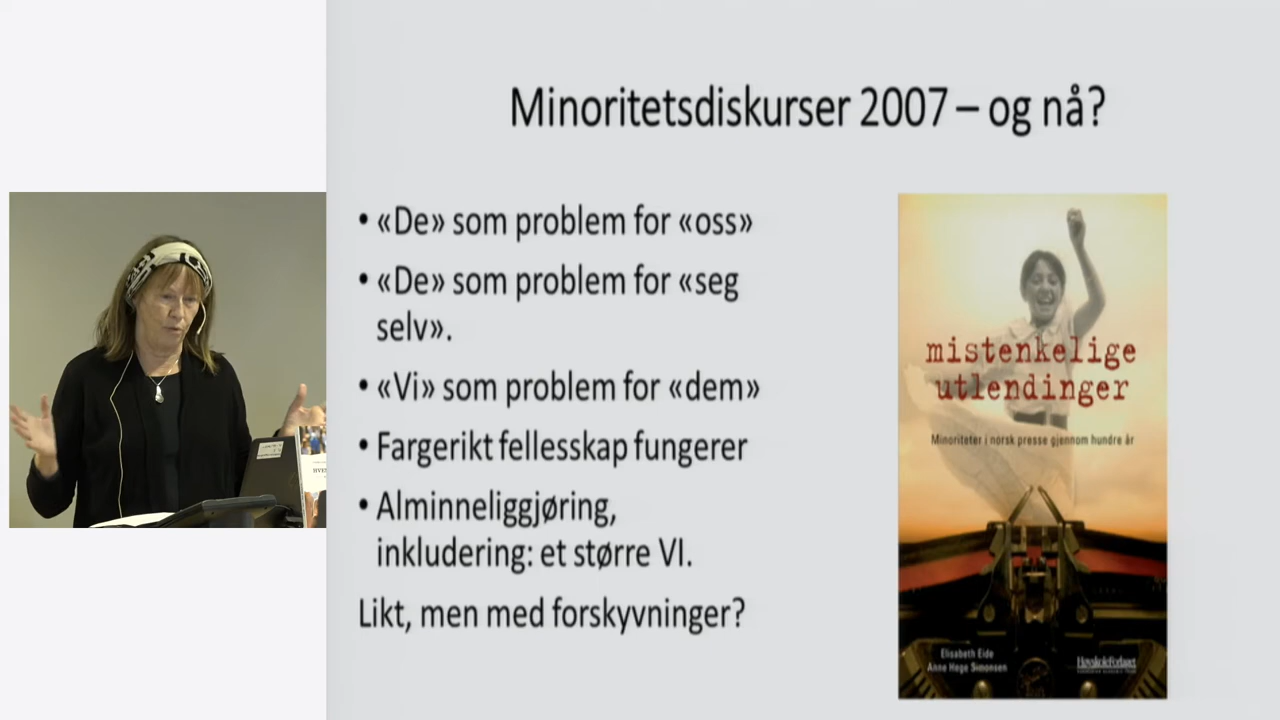 Minoritetsdiskurser 2007 – og nå?
• «De» som problem for «oss»
• «De» som problem for «seg
selv».
• «Vi» som problem for «dem»
• Fargerikt fellesskap fungerer
• Alminneliggjøring,
inkludering: et større VI.
Likt, men med forskyvninger?
mistenkelige
utlendinger
Minoriteter i norsk presse gjennom hundre år
Elisabeth Eide
Anne Hege Simonsen
HøyskoleForlaget